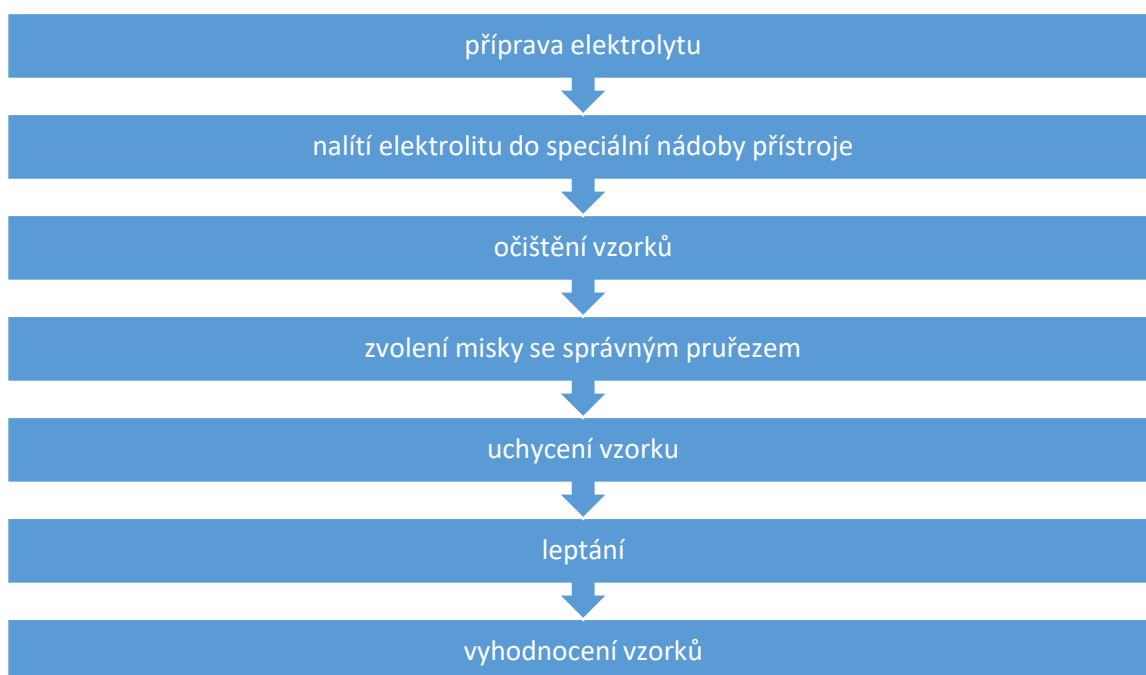 příprava elektrolytu
nalítí elektrolitu do speciální nádoby přístroje
očištění vzorků
zvolení misky se správným pruřezem
uchycení vzorku
leptání
vyhodnocení vzorků